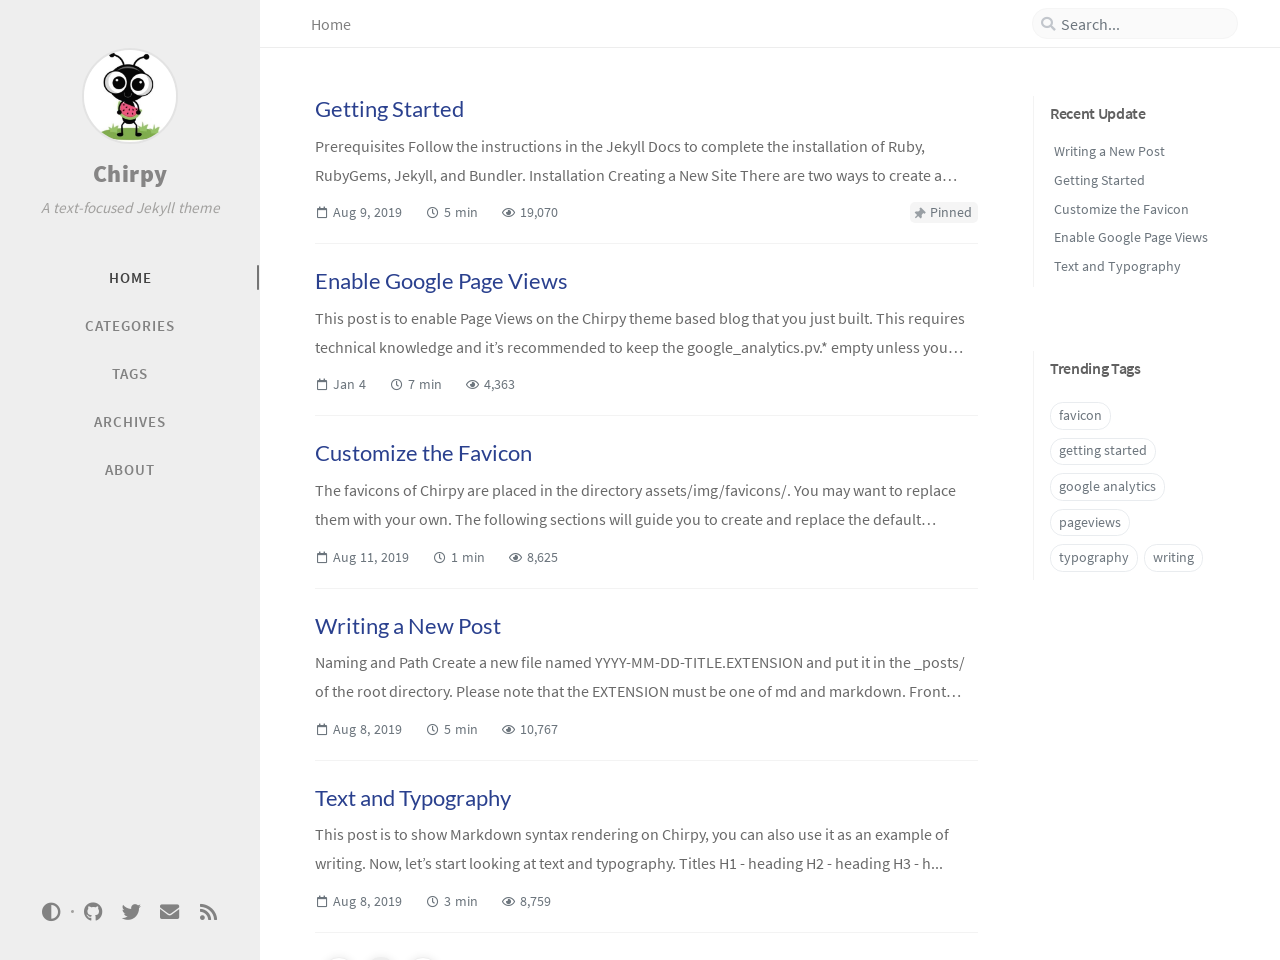 Chirpy
A text-focused Jekyll theme
HOME
CATEGORIES
TAGS
ARCHIVES
ABOUT
Home
Search...
Getting Started
Prerequisites Follow the instructions in the Jekyll Docs to complete the installation of Ruby,
RubyGems, Jekyll, and Bundler. Installation Creating a New Site There are two ways to create a…
Aug 9, 2019 5 min 19,070 Pinned
Enable Google Page Views
This post is to enable Page Views on the Chirpy theme based blog that you just built. This requires
technical knowledge and it’s recommended to keep the google_analytics.pv.* empty unless you…
Jan 4 7 min 4,363
Customize the Favicon
The favicons of Chirpy are placed in the directory assets/img/favicons/. You may want to replace
them with your own. The following sections will guide you to create and replace the default…
Aug 11, 2019 1 min 8,625
Writing a New Post
Naming and Path Create a new file named YYYY-MM-DD-TITLE.EXTENSION and put it in the _posts/
of the root directory. Please note that the EXTENSION must be one of md and markdown. Front…
Aug 8, 2019 5 min 10,767
Text and Typography
This post is to show Markdown syntax rendering on Chirpy, you can also use it as an example of
writing. Now, let’s start looking at text and typography. Titles H1 - heading H2 - heading H3 - h...
Aug 8, 2019 3 min 8,759
Recent Update
Writing a New Post
Getting Started
Customize the Favicon
Enable Google Page Views
Text and Typography
Trending Tags
favicon
getting started
google analytics
pageviews
typography writing